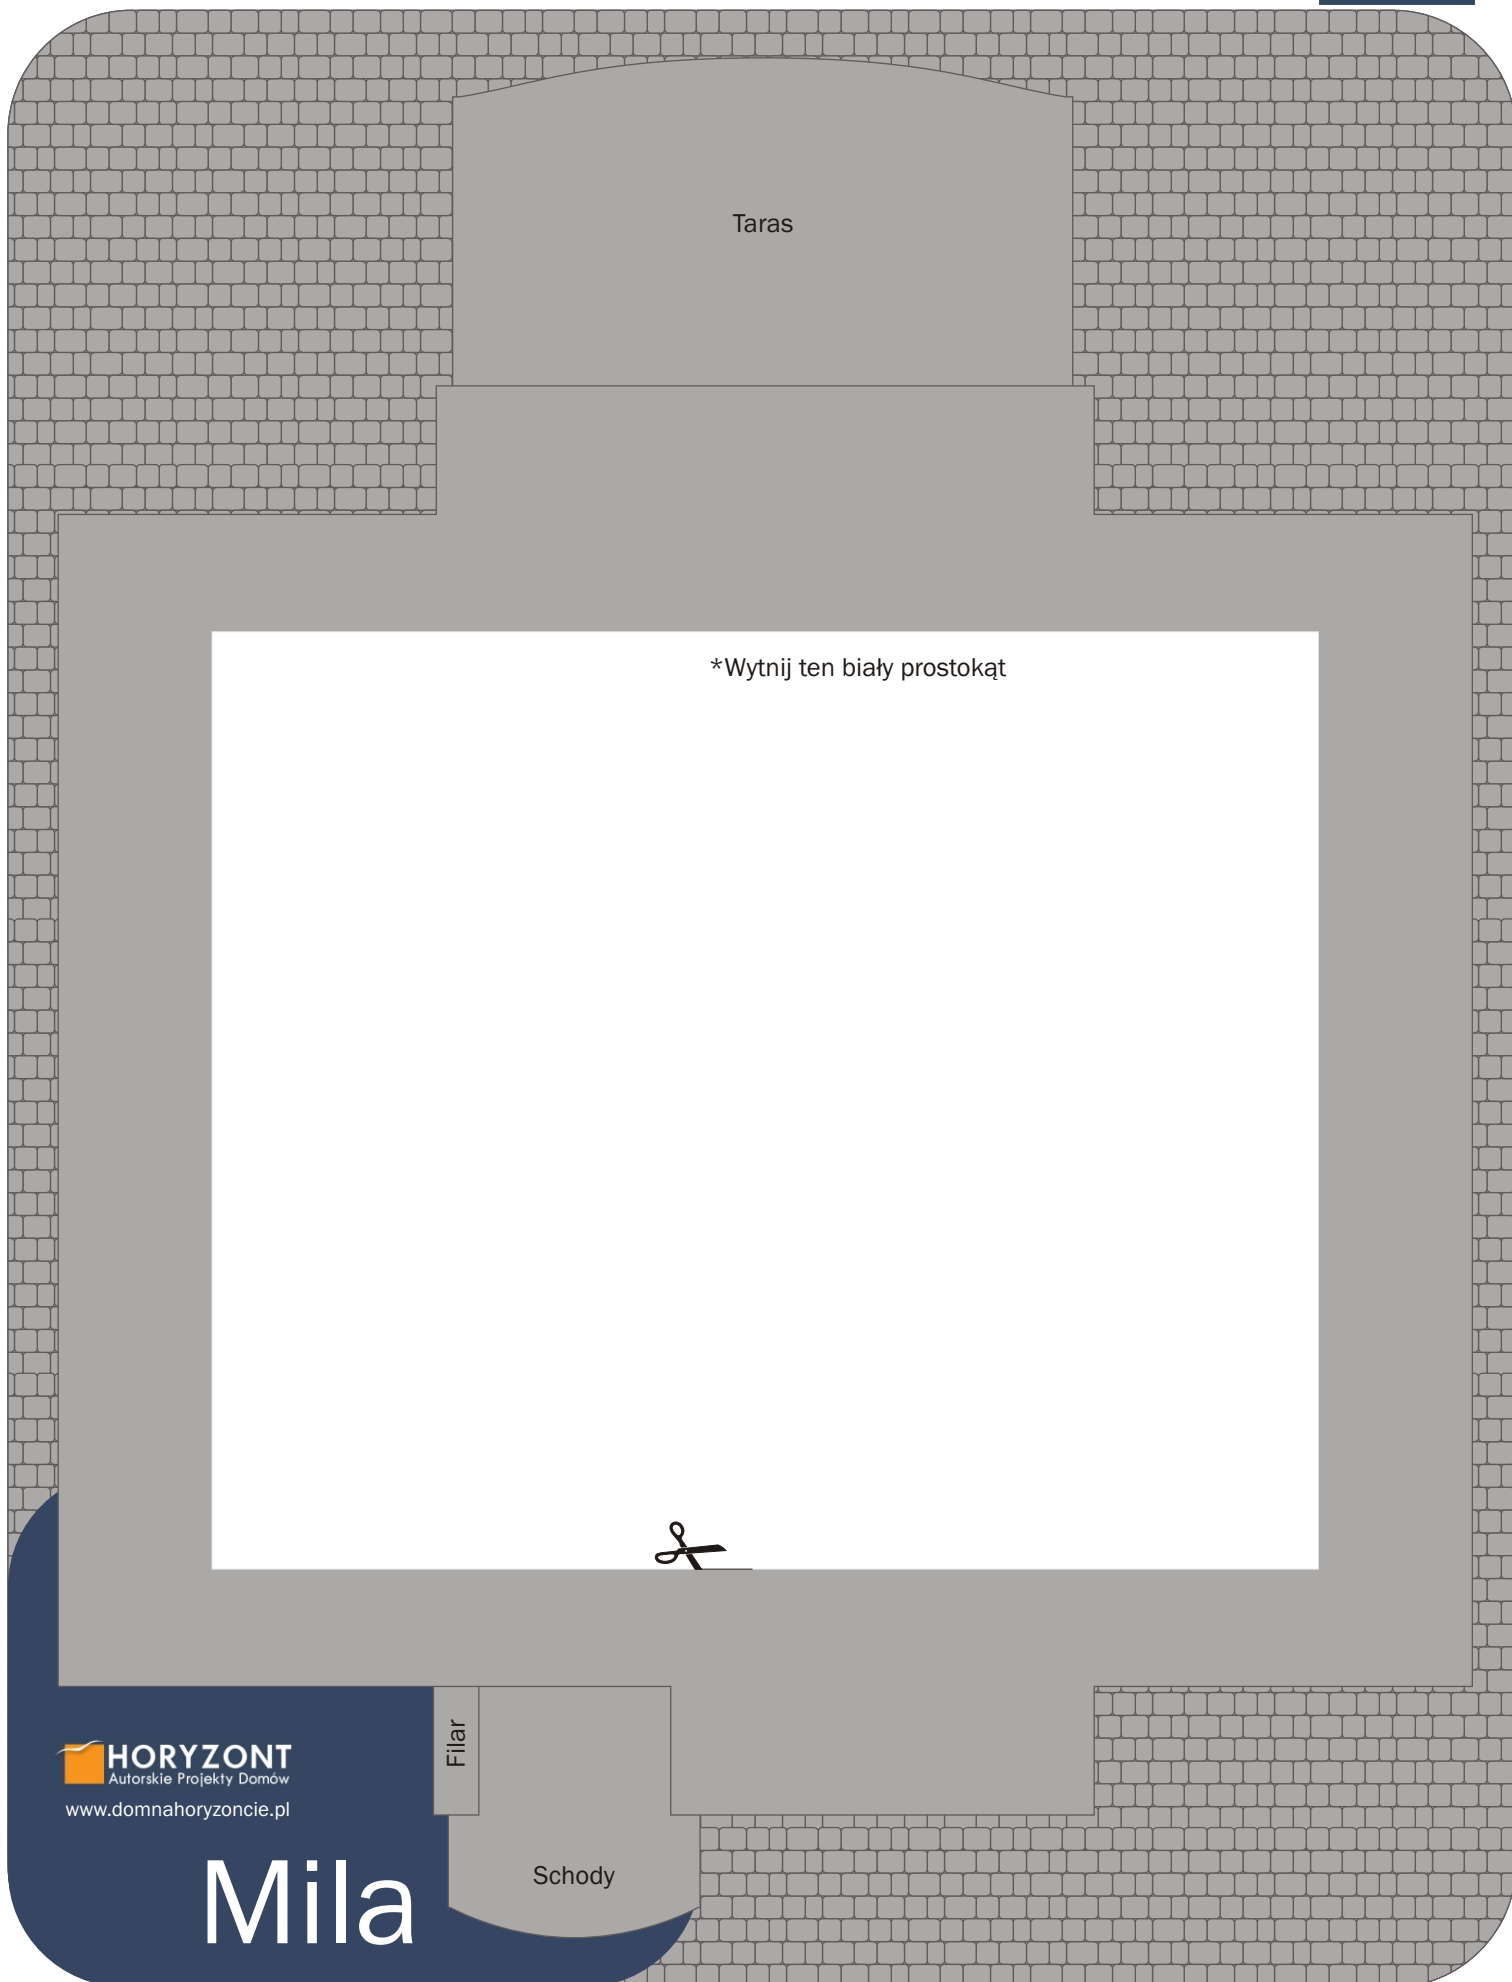 Taras
*Wytnij ten biały prostokąt
Filar
HORYZONT
Autorskie Projekty Domów
www.domnahoryzoncie.pl
Schody
Mila